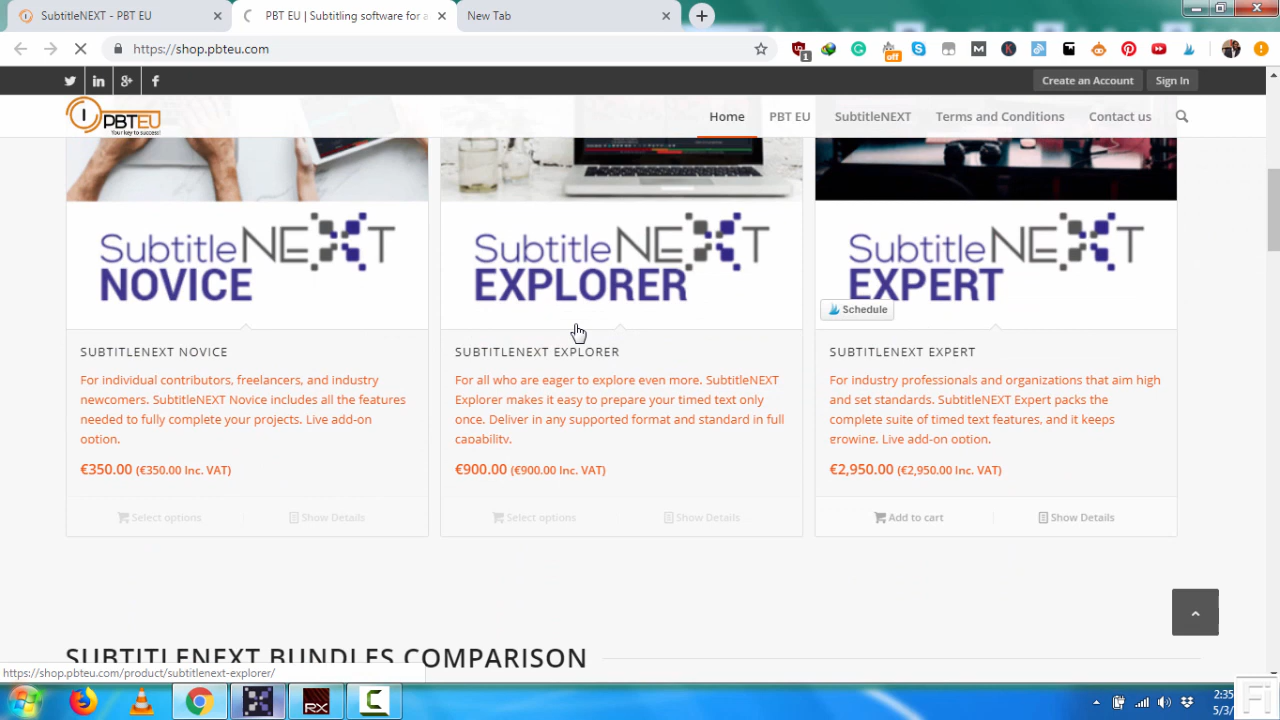 SubtitleNEXT - PBT EU
PBT EU | Subtitling software for a
New Tab
https://shop.pbteu.com
1
off
Create an Account
Sign In
PBTEU
Your key to success!
Home
PBT EU
SubtitleNEXT
Terms and Conditions
Contact us
SubtitleNEXT
NOVICE
SubtitleNEXT
EXPLORER
SubtitleNEXT
EXPERT
Schedule
SUBTITLENEXT NOVICE
For individual contributors, freelancers, and industry
newcomers. SubtitleNEXT Novice includes all the features
needed to fully complete your projects. Live add-on
option.
€350.00 (€350.00 Inc. VAT)
Select options
Show Details
SUBTITLENEXT EXPLORER
For all who are eager to explore even more. SubtitleNEXT
Explorer makes it easy to prepare your timed text only
once. Deliver in any supported format and standard in full
capability.
€900.00 (€900.00 Inc. VAT)
Select options
Show Details
SUBTITLENEXT EXPERT
For industry professionals and organizations that aim high
and set standards. SubtitleNEXT Expert packs the
complete suite of timed text features, and it keeps
growing. Live add-on option.
€2,950.00 (€2,950.00 Inc. VAT)
Add to cart
Show Details
SUBTITLENEXT BUNDLES COMPARISON
https://shop.pbteu.com/product/subtitlenext-explorer/
RX
2:35
5/3/